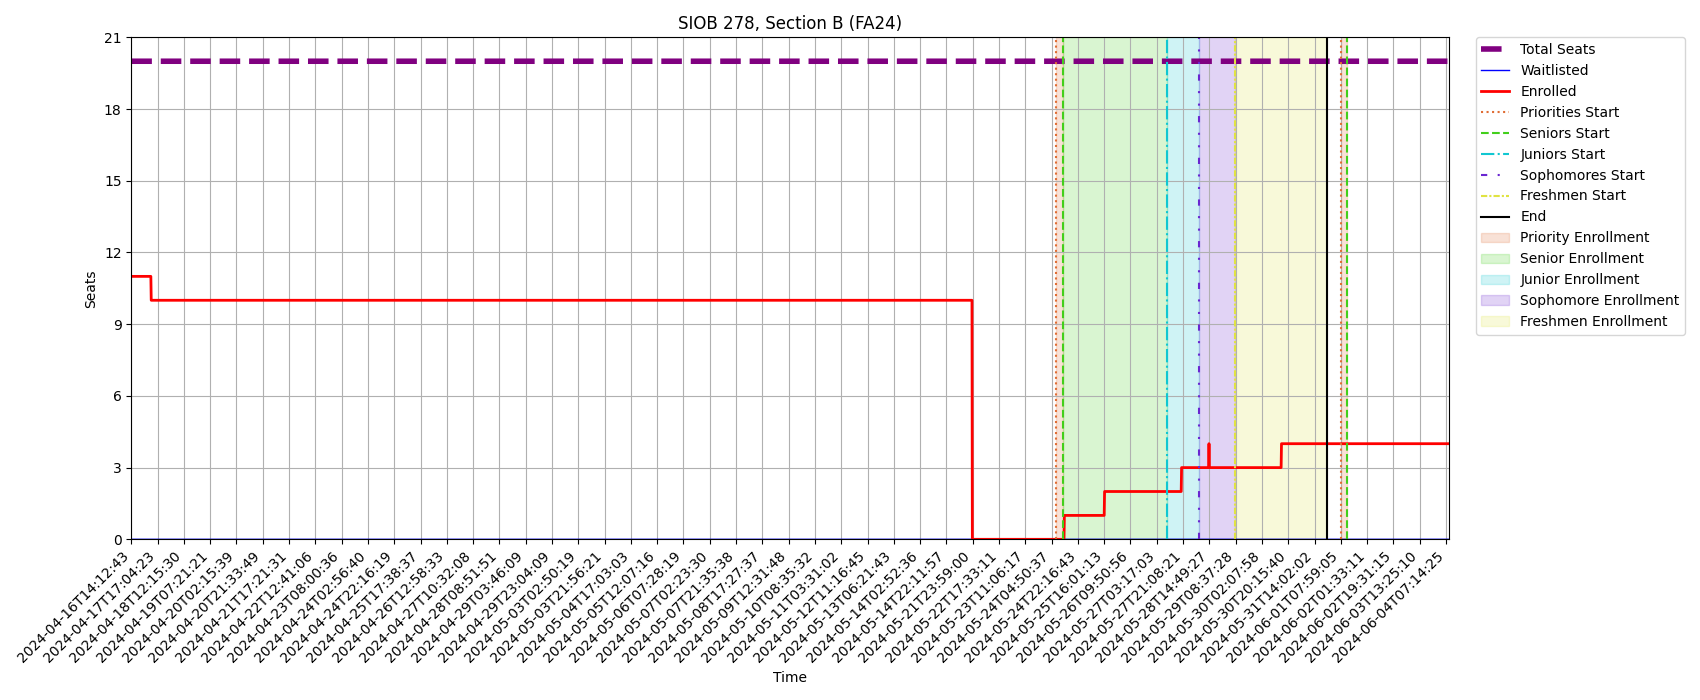 SIOB 278, Section B (FA24)
21
18
15
12
9
6
3
0
Seats
2024-04-16T14:12:43
2024-04-17T17:04:23
2024-04-18T12:15:30
2024-04-19T07:21:21
2024-04-20T02:15:39
2024-04-20T21:33:49
2024-04-21T17:21:31
2024-04-22T12:41:06
2024-04-23T08:00:36
2024-04-24T02:56:40
2024-04-24T22:16:19
2024-04-25T17:38:37
2024-04-26T12:58:33
2024-04-27T10:32:08
2024-04-28T08:51:51
2024-04-29T03:46:09
2024-04-29T23:04:09
2024-05-03T02:50:19
2024-05-03T21:56:21
2024-05-04T17:03:03
2024-05-05T12:07:16
2024-05-06T07:28:19
2024-05-07T02:23:30
2024-05-07T21:35:38
2024-05-08T17:27:37
2024-05-09T12:31:48
2024-05-10T08:35:32
2024-05-11T03:31:02
2024-05-12T11:16:45
2024-05-13T06:21:43
2024-05-14T02:52:36
2024-05-14T22:11:57
2024-05-21T23:59:00
2024-05-22T17:33:11
2024-05-23T11:06:17
2024-05-24T04:50:37
2024-05-24T22:16:43
2024-05-25T16:01:13
2024-05-26T09:50:56
2024-05-27T03:17:03
2024-05-27T21:08:21
2024-05-28T14:49:27
2024-05-29T08:37:28
2024-05-30T02:07:58
2024-05-30T20:15:40
2024-05-31T14:02:02
2024-06-01T07:59:05
2024-06-02T01:33:11
2024-06-02T19:31:15
2024-06-03T13:25:10
2024-06-04T07:14:25
Time
Total Seats
Waitlisted
Enrolled
Priorities Start
Seniors Start
Juniors Start
Sophomores Start
Freshmen Start
End
Priority Enrollment
Senior Enrollment
Junior Enrollment
Sophomore Enrollment
Freshmen Enrollment